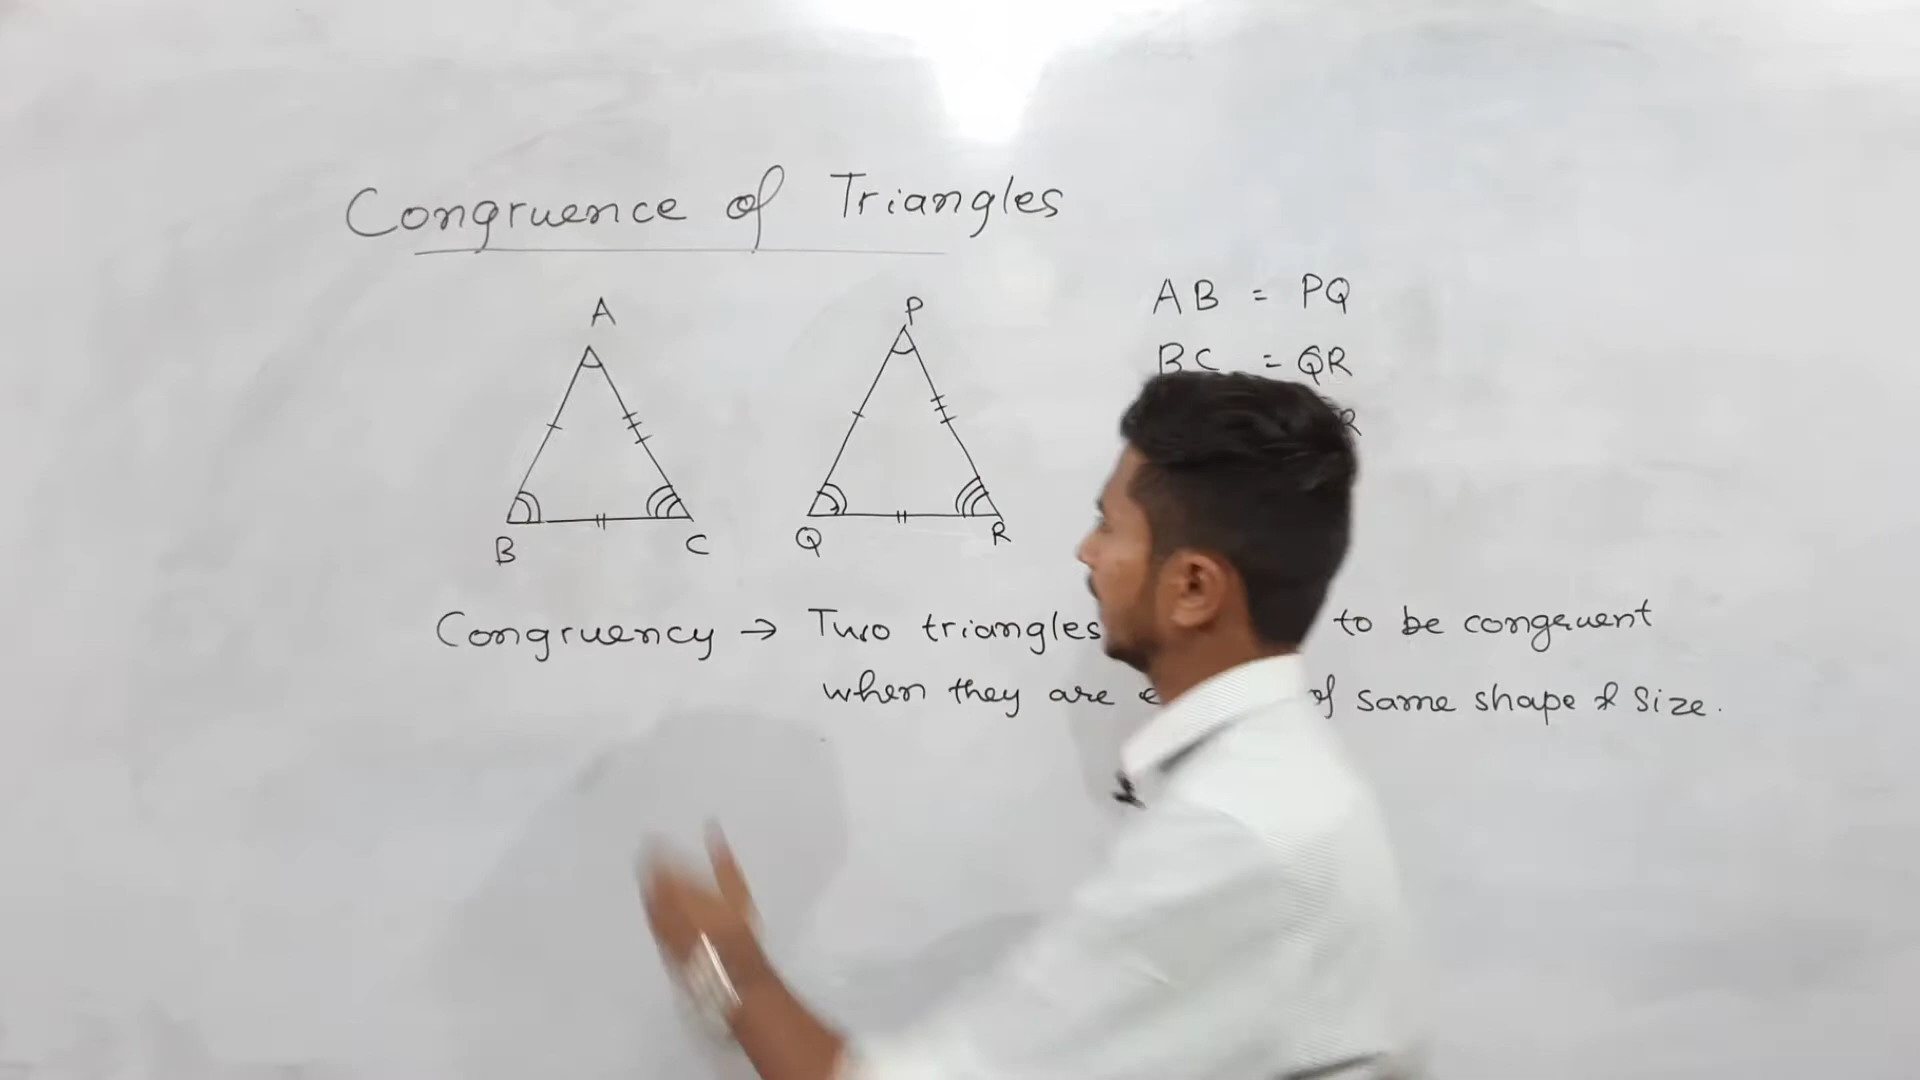 Congruence of Triangles
A
P
AB = PQ
BC = QR
R
B
C
Q
R
Congruency → Two triangles to be congruent
when they are of same shape & size.